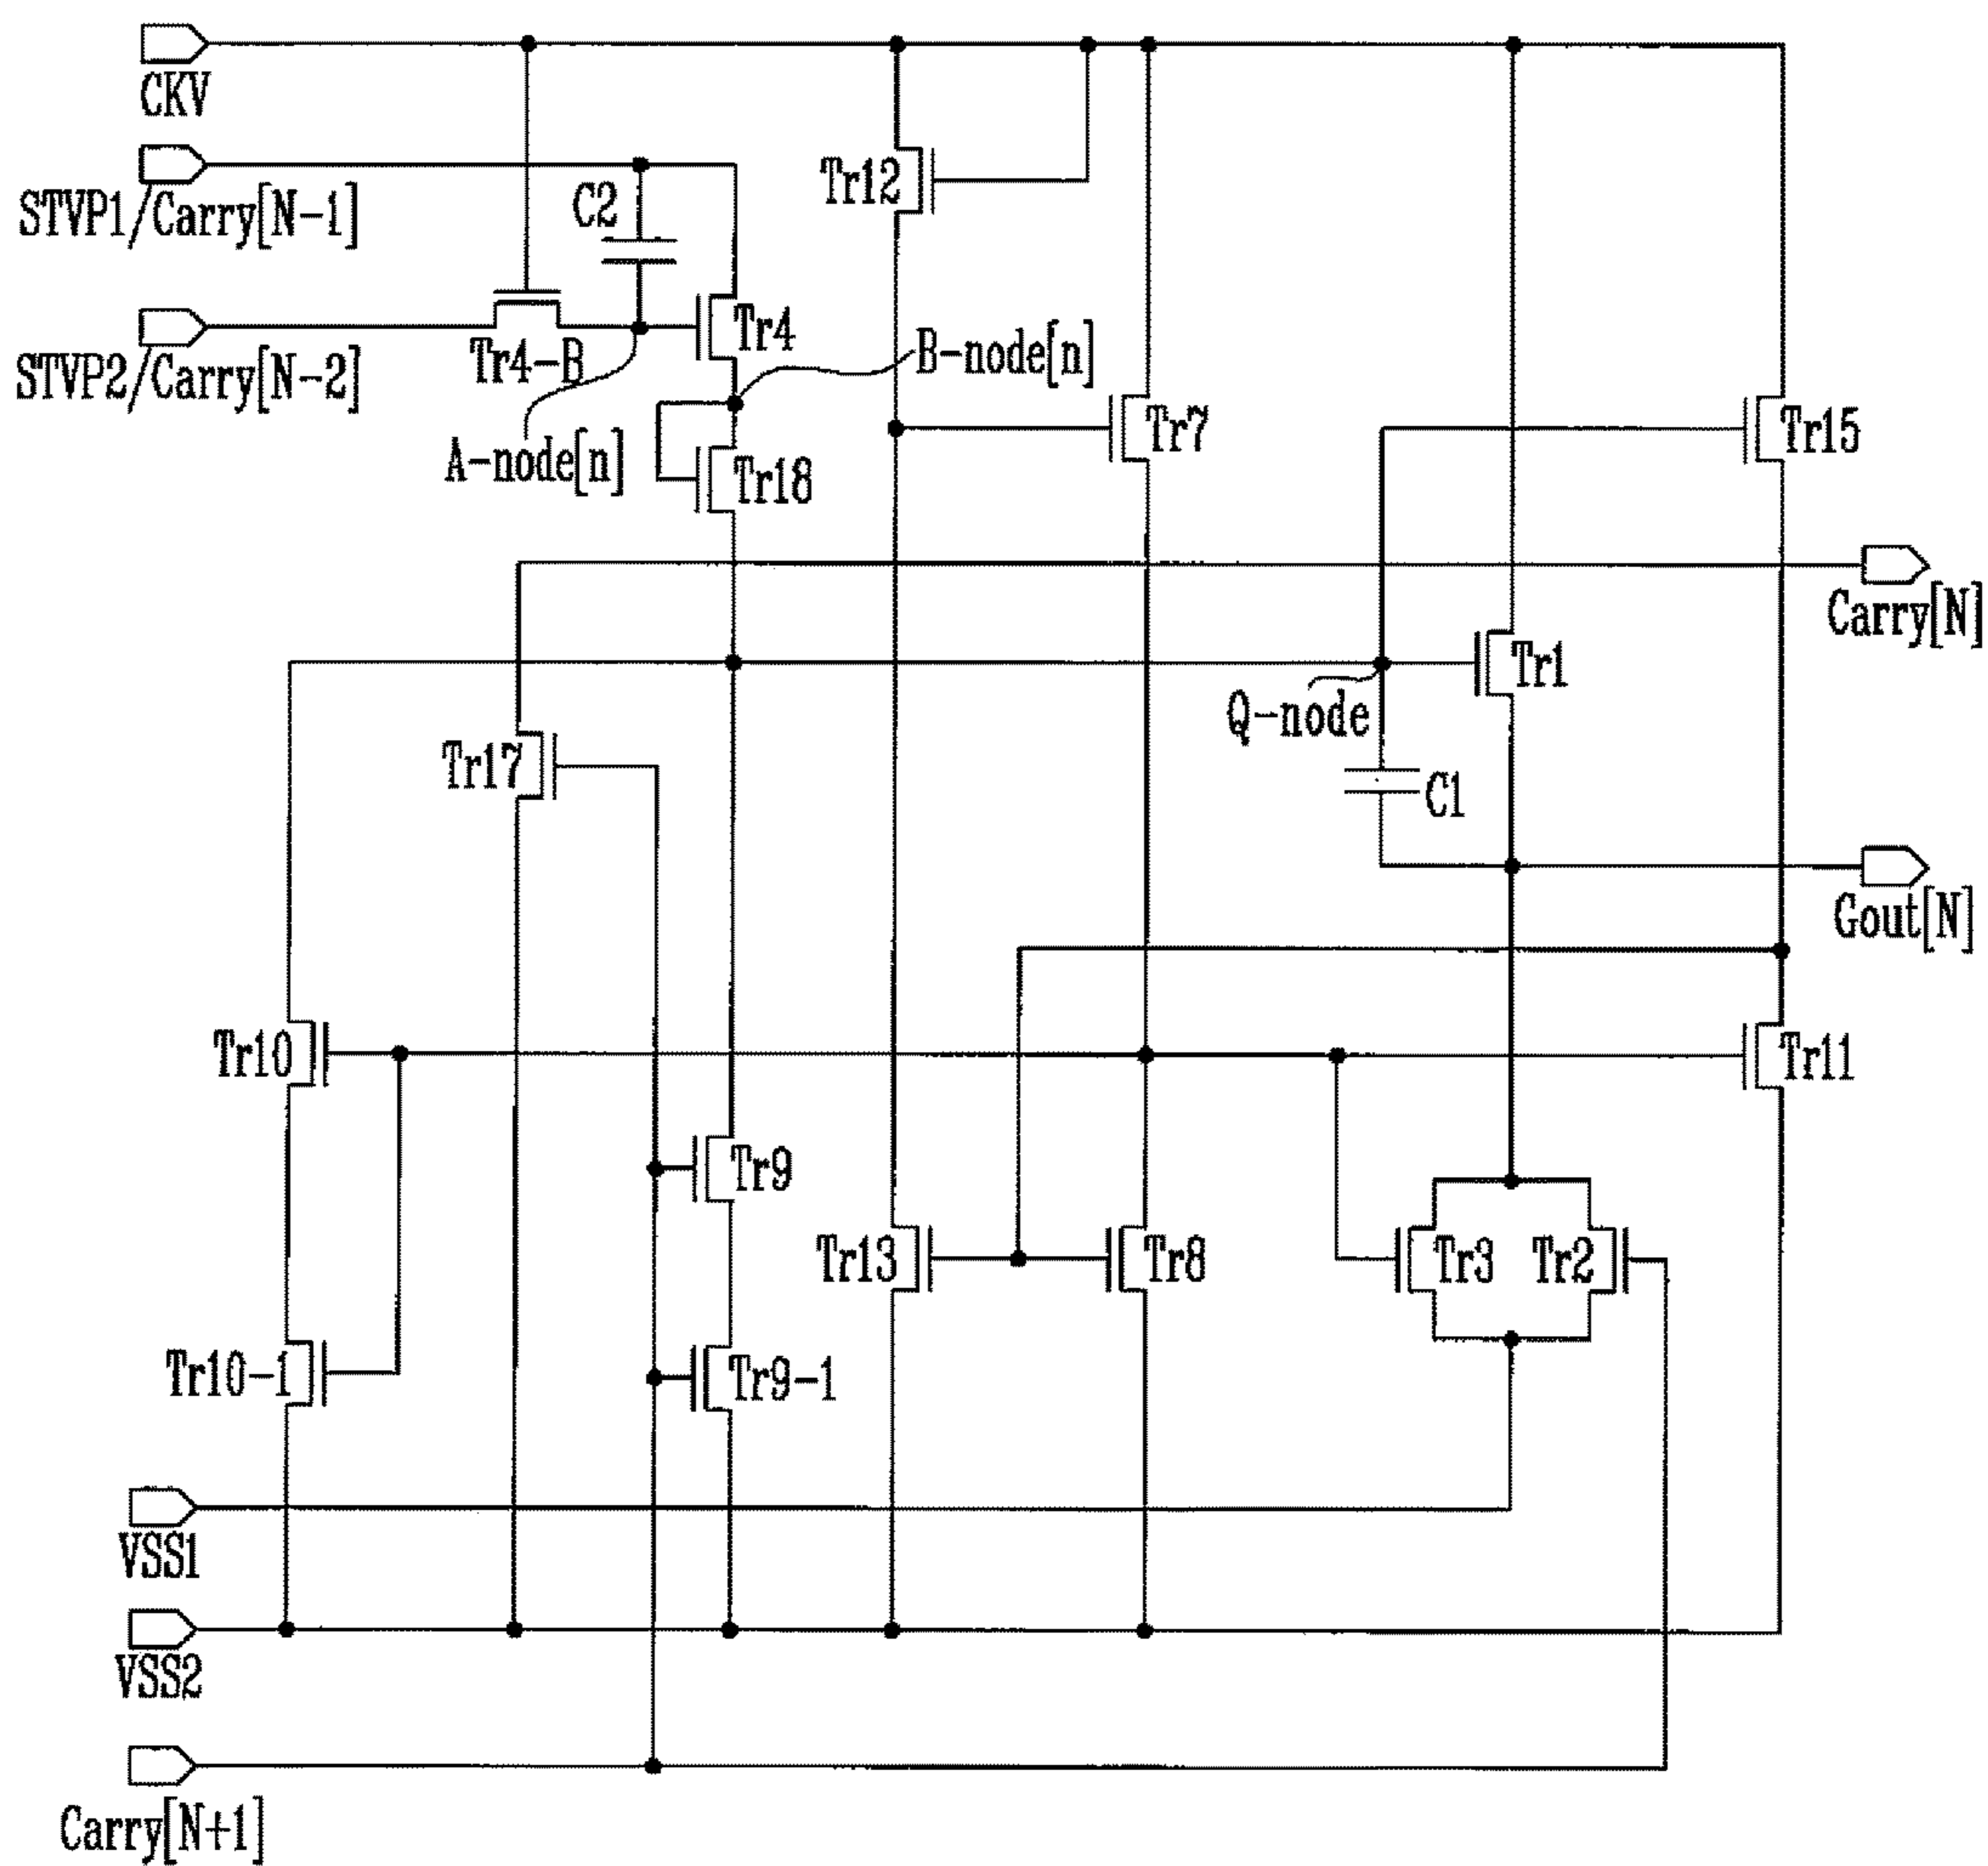 CKV
STVP1/Carry[N-1]
C2
Tr12
STVP2/Carry[N-2]
Tr4-B
Tr4
B-node[n]
A-node[n]
Tr18
Tr7
Tr15
Carry[N]
Tr1
Q-node
Tr17
C1
Gout[N]
Tr10
Tr11
Tr9
Tr13
Tr8
Tr3
Tr2
Tr10-1
Tr9-1
VSS1
VSS2
Carry[N+1]